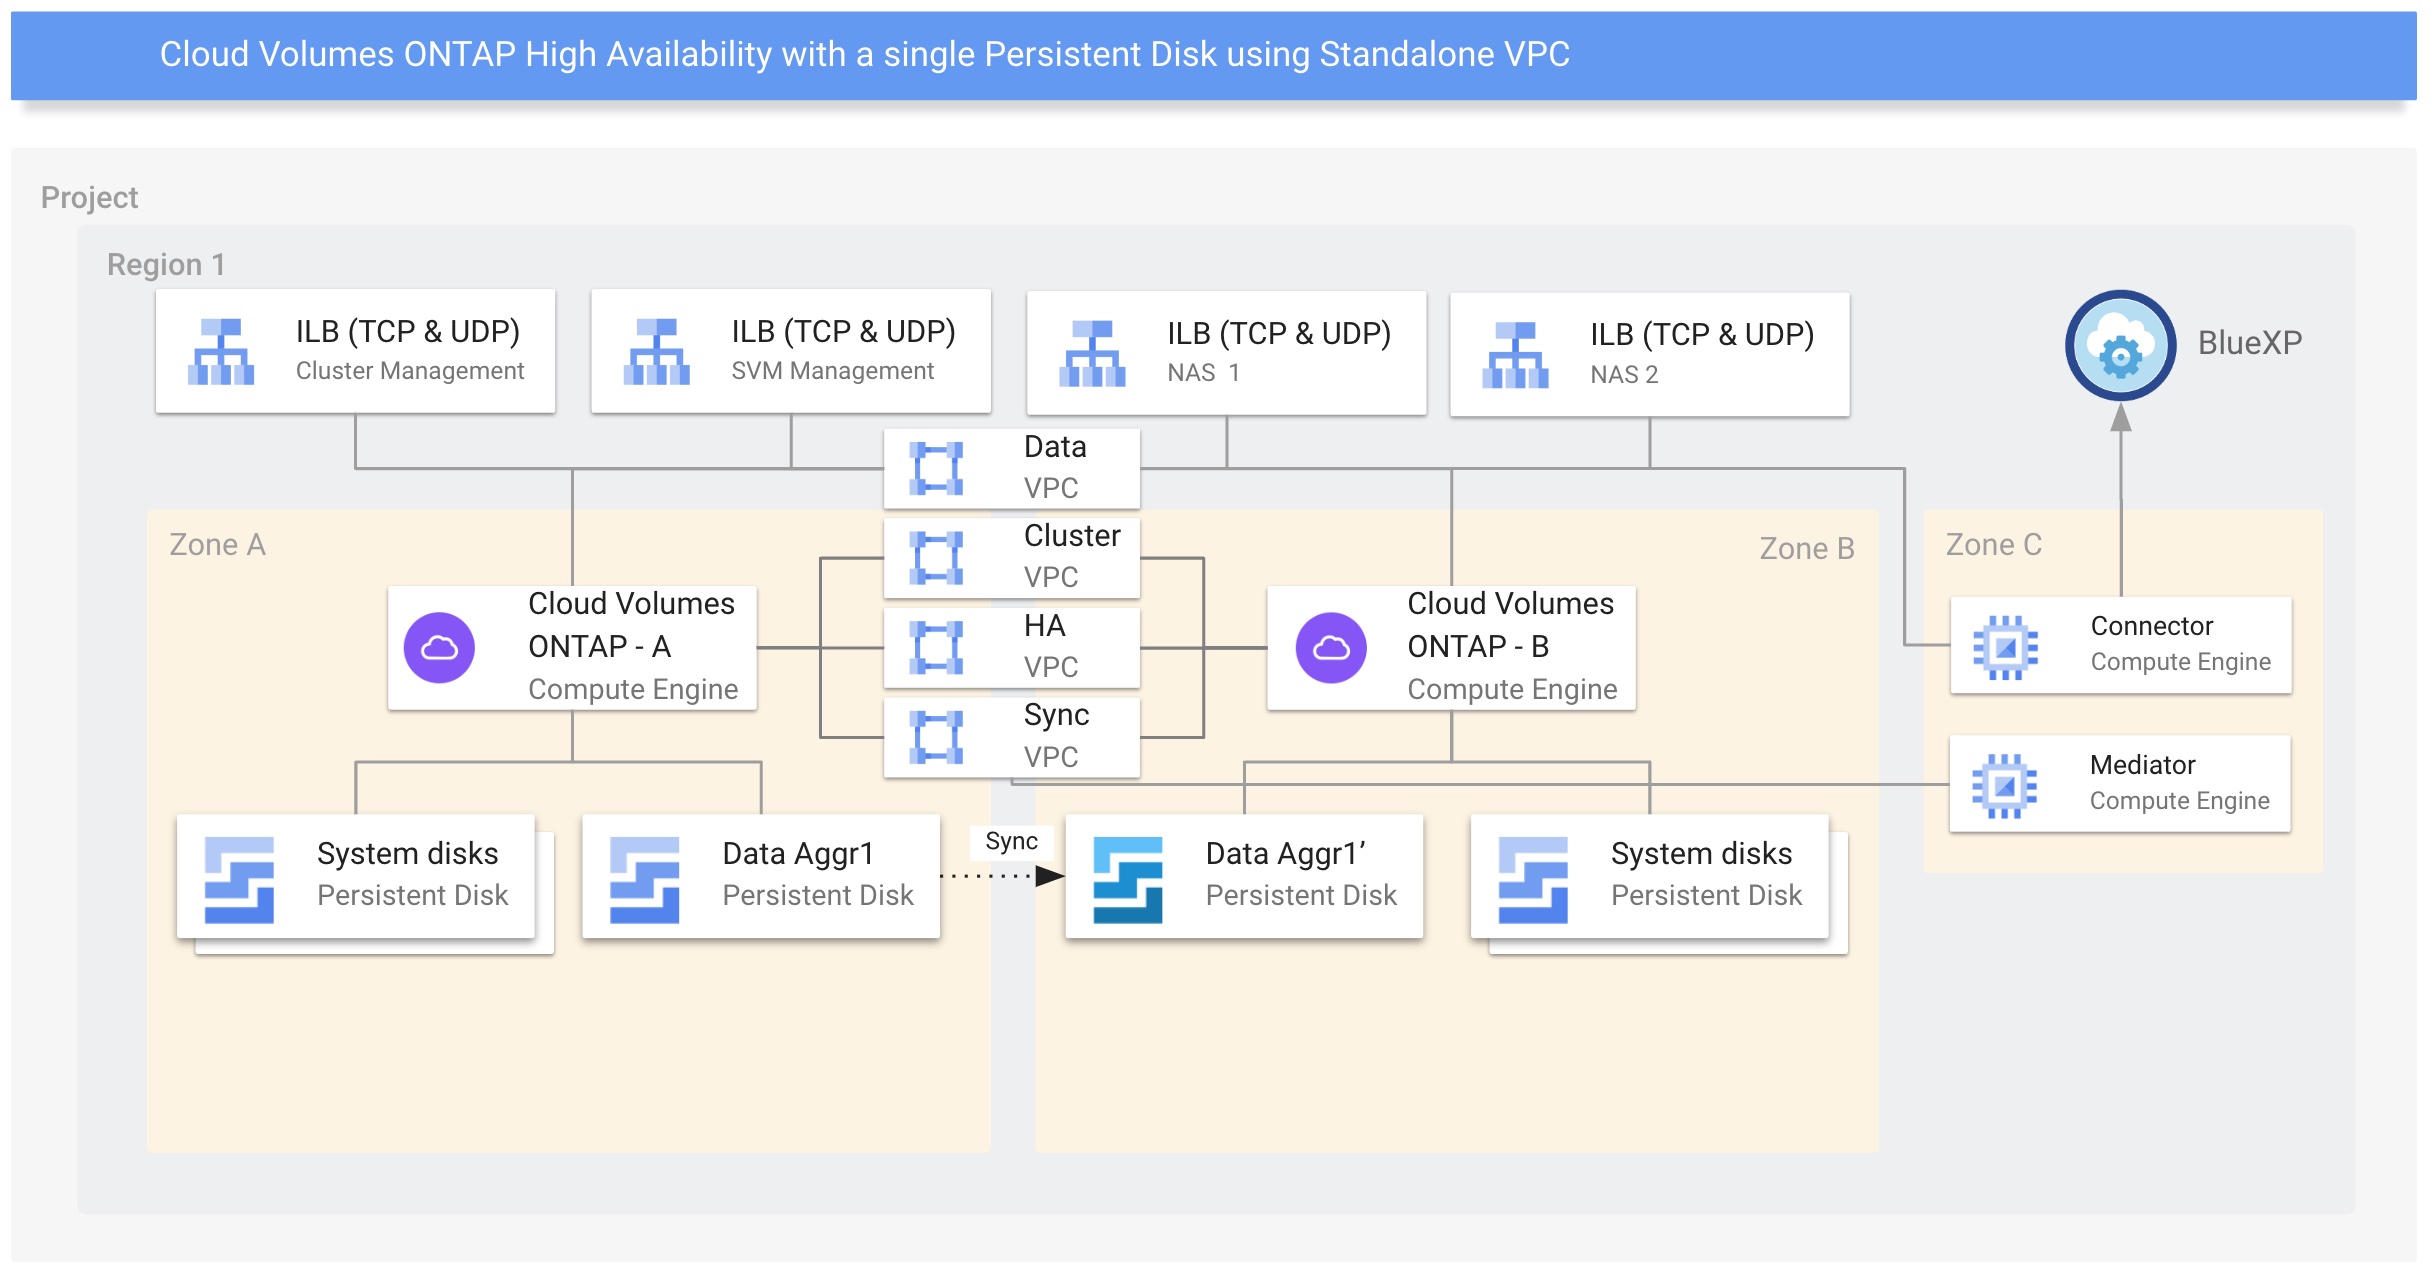 Cloud Volumes ONTAP High Availability with a single Persistent Disk using Standalone VPC
Project
Region 1
ILB (TCP & UDP)
Cluster Management
ILB (TCP & UDP)
SVM Management
ILB (TCP & UDP)
NAS 1
ILB (TCP & UDP)
NAS 2
BlueXP
Data
VPC
Cluster
VPC
HA
VPC
Sync
VPC
Zone A
Cloud Volumes
ONTAP - A
Compute Engine
System disks
Persistent Disk
Data Aggr1
Persistent Disk
Sync
Zone B
Cloud Volumes
ONTAP - B
Compute Engine
Data Aggr1’
Persistent Disk
System disks
Persistent Disk
Zone C
Connector
Compute Engine
Mediator
Compute Engine